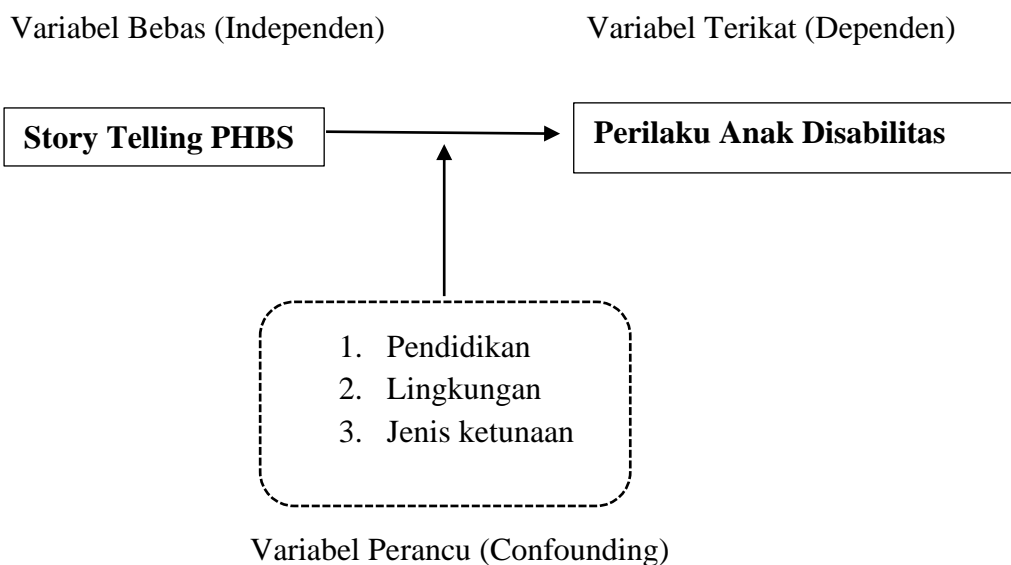 Variabel Bebas (Independen)
Variabel Terikat (Dependen)
Story Telling PHBS
Perilaku Anak Disabilitas
1. Pendidikan
2. Lingkungan
3. Jenis ketunaan
Variabel Perancu (Confounding)